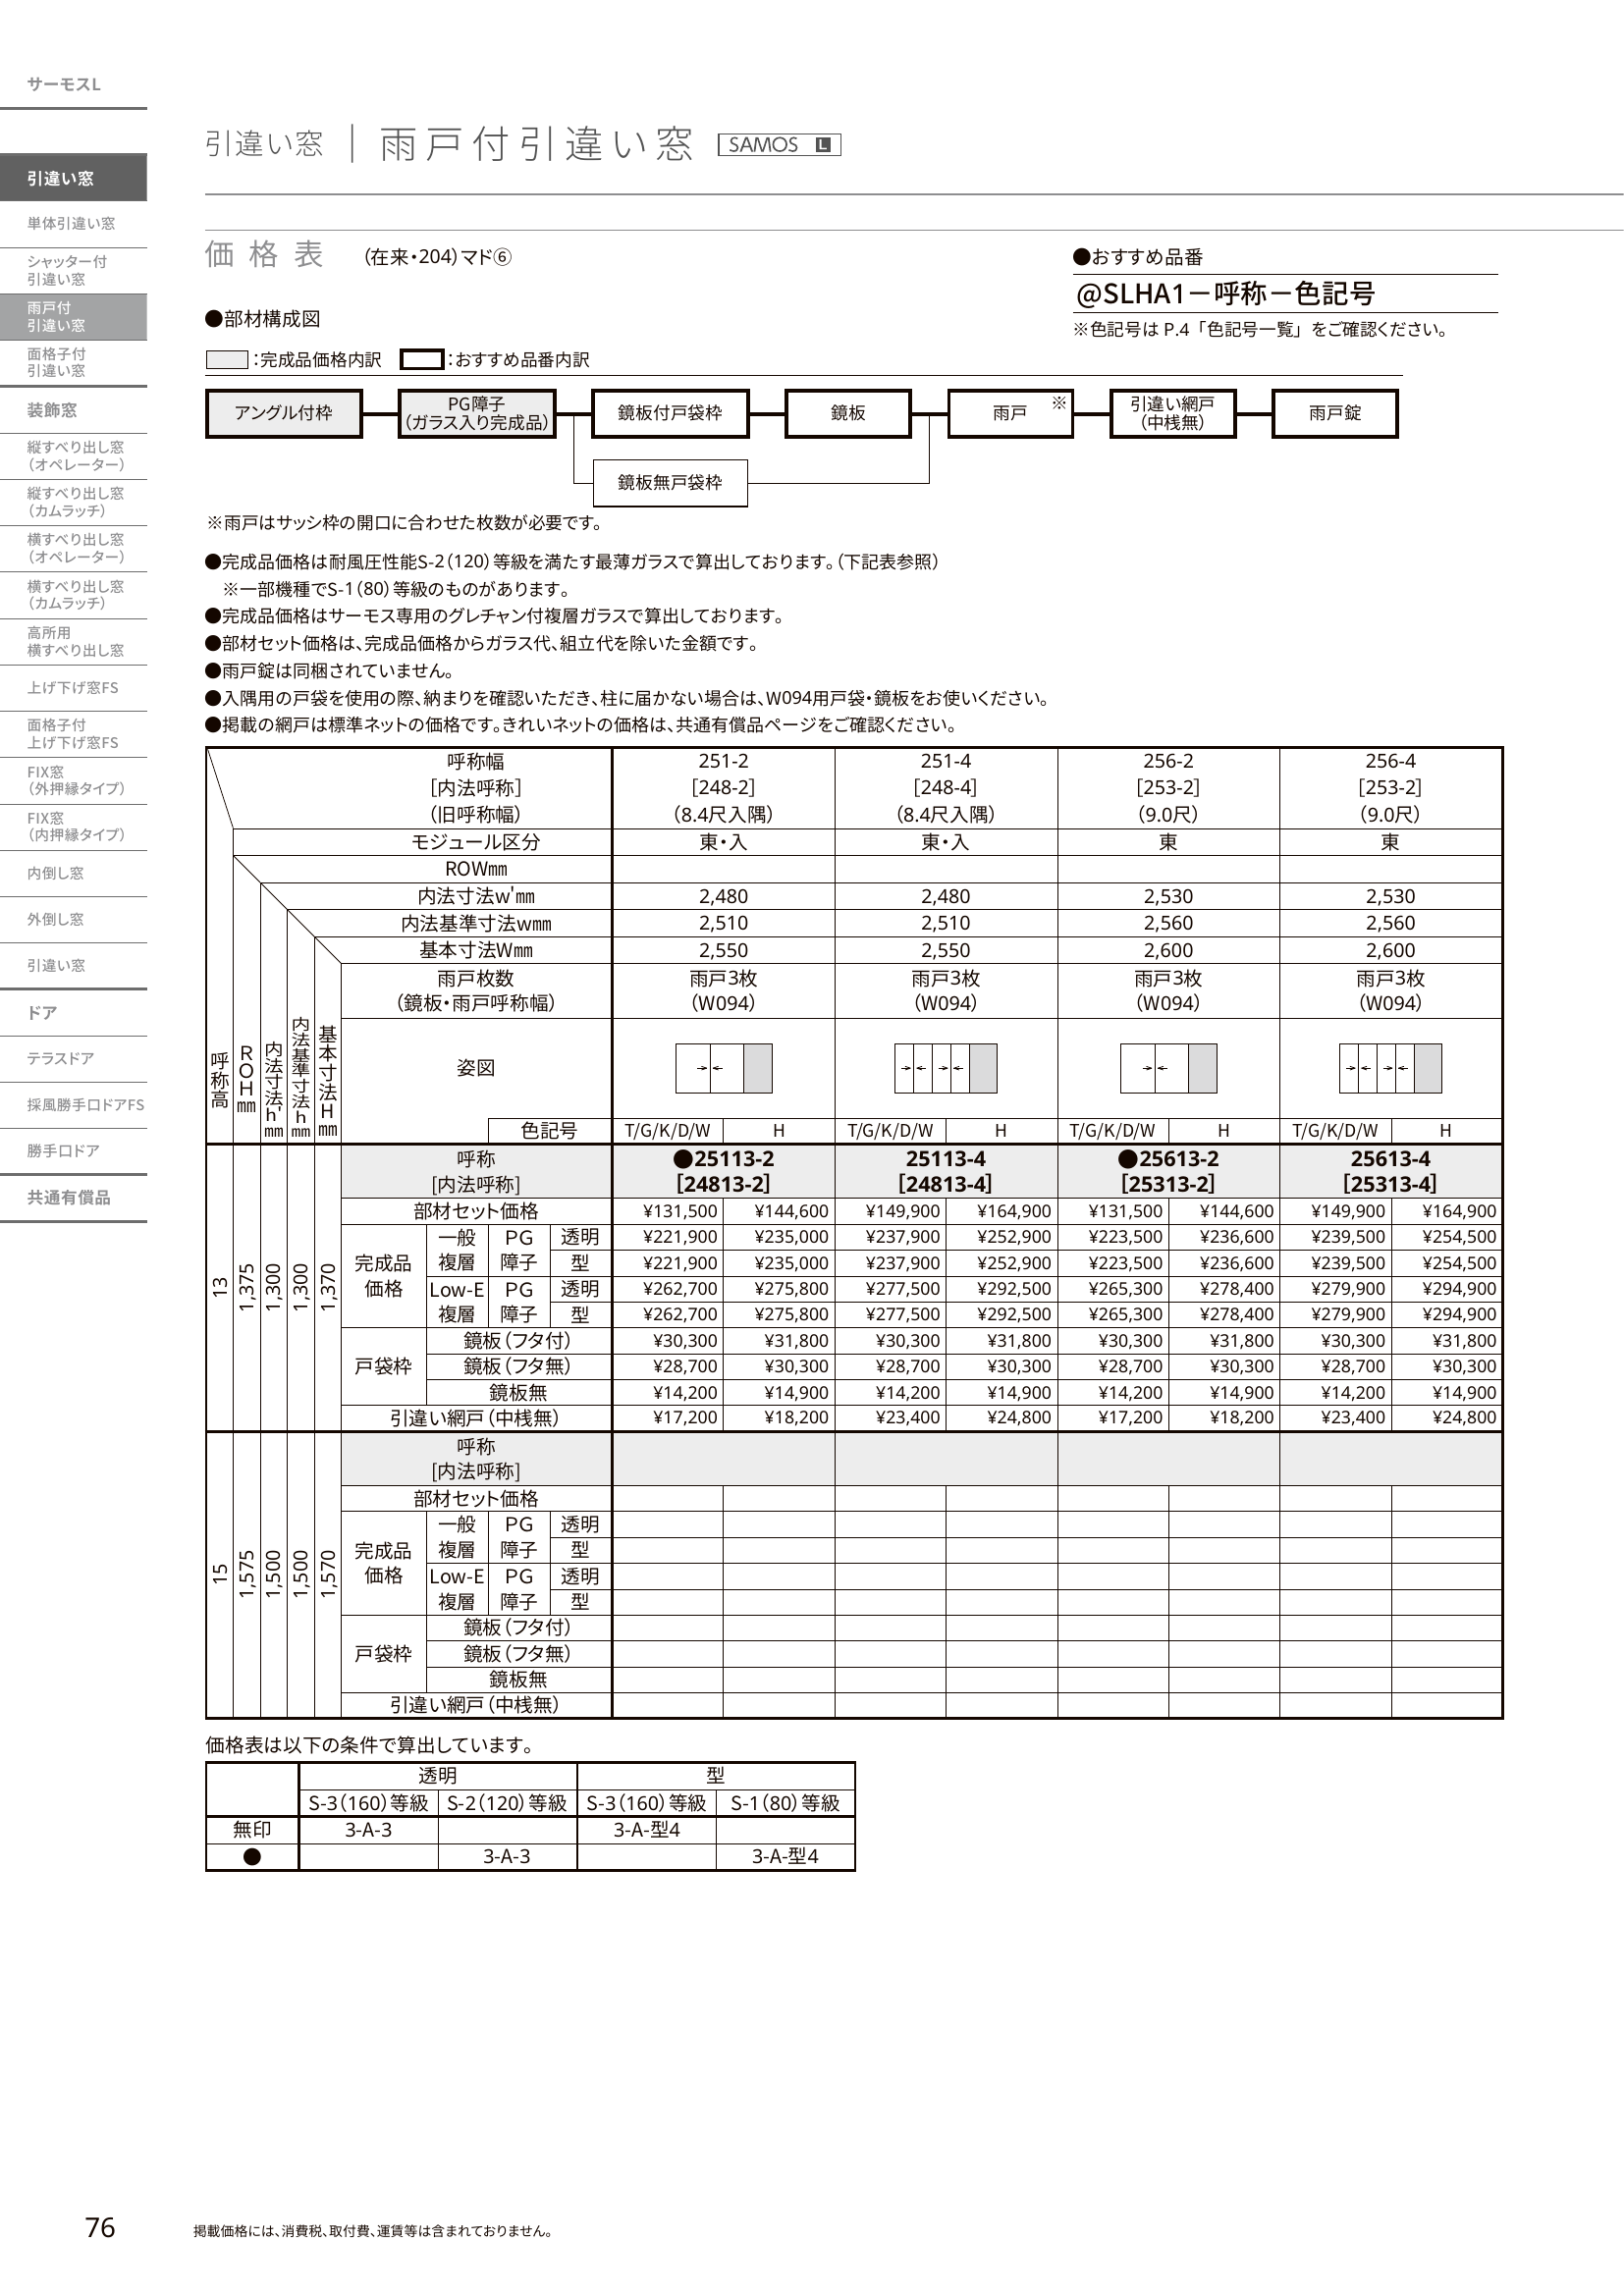 サーモスL
引違い窓
単体引違い窓
シャッター付
引違い窓
雨戸付
引違い窓
面格子付
引違い窓
装飾窓
縦すべり出し窓
（オペレーター）
縦すべり出し窓
（カムラッチ）
横すべり出し窓
（オペレーター）
横すべり出し窓
（カムラッチ）
高所用
横すべり出し窓
上げ下げ窓FS
面格子付
上げ下げ窓FS
FIX窓
（外押縁タイプ）
FIX窓
（内押縁タイプ）
内倒し窓
外倒し窓
引違い窓
ドア
テラスドア
採風勝手口ドアFS
勝手口ドア
共通有償品
引違い窓｜雨戸付引違い窓 SAMOS L
価格表 （在来・204）マド⑥
●おすすめ品番
@SLHA1－呼称－色記号
※色記号は P.4「色記号一覧」をご確認ください。
●部材構成図
：完成品価格内訳 ：おすすめ品番内訳
アングル付枠 PG障子（ガラス入り完成品） 鏡板付戸袋枠 鏡板 雨戸 ※ 引違い網戸（中桟無） 雨戸錠
鏡板無戸袋枠
※雨戸はサッシ枠の開口に合わせた枚数が必要です。
●完成品価格は耐風圧性能S-2（120）等級を満たす最薄ガラスで算出しております。（下記表参照）
※一部機種でS-1（80）等級のものがあります。
●完成品価格はサーモス専用のグレチャン付複層ガラスで算出しております。
●部材セット価格は、完成品価格からガラス代、組立代を除いた金額です。
●雨戸錠は同梱されていません。
●入隅用の戸袋を使用の際、納まりを確認いただき、柱に届かない場合は、W094用戸袋・鏡板をお使いください。
●掲載の網戸は標準ネットの価格です。きれいネットの価格は、共通有償品ページをご確認ください。
呼称幅 251-2 251-4 256-2 256-4
［内法呼称］ ［248-2］ ［248-4］ ［253-2］ ［253-2］
（旧呼称幅） （8.4尺入隅） （8.4尺入隅） （9.0尺） （9.0尺）
モジュール区分 東・入 東・入 東 東
ROW㎜
内法寸法w'㎜ 2,480 2,480 2,530 2,530
内法基準寸法w㎜ 2,510 2,510 2,560 2,560
基本寸法W㎜ 2,550 2,550 2,600 2,600
雨戸枚数 雨戸3枚 雨戸3枚 雨戸3枚 雨戸3枚
（鏡板・雨戸呼称幅） （W094） （W094） （W094） （W094）
呼称高 ROH㎜ 内法寸法h'㎜ 内法基準寸法h㎜ 基本寸法H㎜
姿図
色記号 T/G/K/D/W H T/G/K/D/W H T/G/K/D/W H T/G/K/D/W H
13 1,375 1,300 1,300 1,370
呼称 ●25113-2 25113-4 ●25613-2 25613-4
[内法呼称] ［24813-2］ ［24813-4］ ［25313-2］ ［25313-4］
部材セット価格 ¥131,500 ¥144,600 ¥149,900 ¥164,900 ¥131,500 ¥144,600 ¥149,900 ¥164,900
完成品価格 一般複層 PG障子 透明 ¥221,900 ¥235,000 ¥237,900 ¥252,900 ¥223,500 ¥236,600 ¥239,500 ¥254,500
型 ¥221,900 ¥235,000 ¥237,900 ¥252,900 ¥223,500 ¥236,600 ¥239,500 ¥254,500
Low-E複層 PG障子 透明 ¥262,700 ¥275,800 ¥277,500 ¥292,500 ¥265,300 ¥278,400 ¥279,900 ¥294,900
型 ¥262,700 ¥275,800 ¥277,500 ¥292,500 ¥265,300 ¥278,400 ¥279,900 ¥294,900
戸袋枠 鏡板（フタ付） ¥30,300 ¥31,800 ¥30,300 ¥31,800 ¥30,300 ¥31,800 ¥30,300 ¥31,800
鏡板（フタ無） ¥28,700 ¥30,300 ¥28,700 ¥30,300 ¥28,700 ¥30,300 ¥28,700 ¥30,300
鏡板無 ¥14,200 ¥14,900 ¥14,200 ¥14,900 ¥14,200 ¥14,900 ¥14,200 ¥14,900
引違い網戸（中桟無） ¥17,200 ¥18,200 ¥23,400 ¥24,800 ¥17,200 ¥18,200 ¥23,400 ¥24,800
15 1,575 1,500 1,500 1,570
呼称
[内法呼称]
部材セット価格
完成品価格 一般複層 PG障子 透明
型
Low-E複層 PG障子 透明
型
戸袋枠 鏡板（フタ付）
鏡板（フタ無）
鏡板無
引違い網戸（中桟無）
価格表は以下の条件で算出しています。
透明 型
S-3（160）等級 S-2（120）等級 S-3（160）等級 S-1（80）等級
無印 3-A-3 3-A-型4
● 3-A-3 3-A-型4
76
掲載価格には、消費税、取付費、運賃等は含まれておりません。